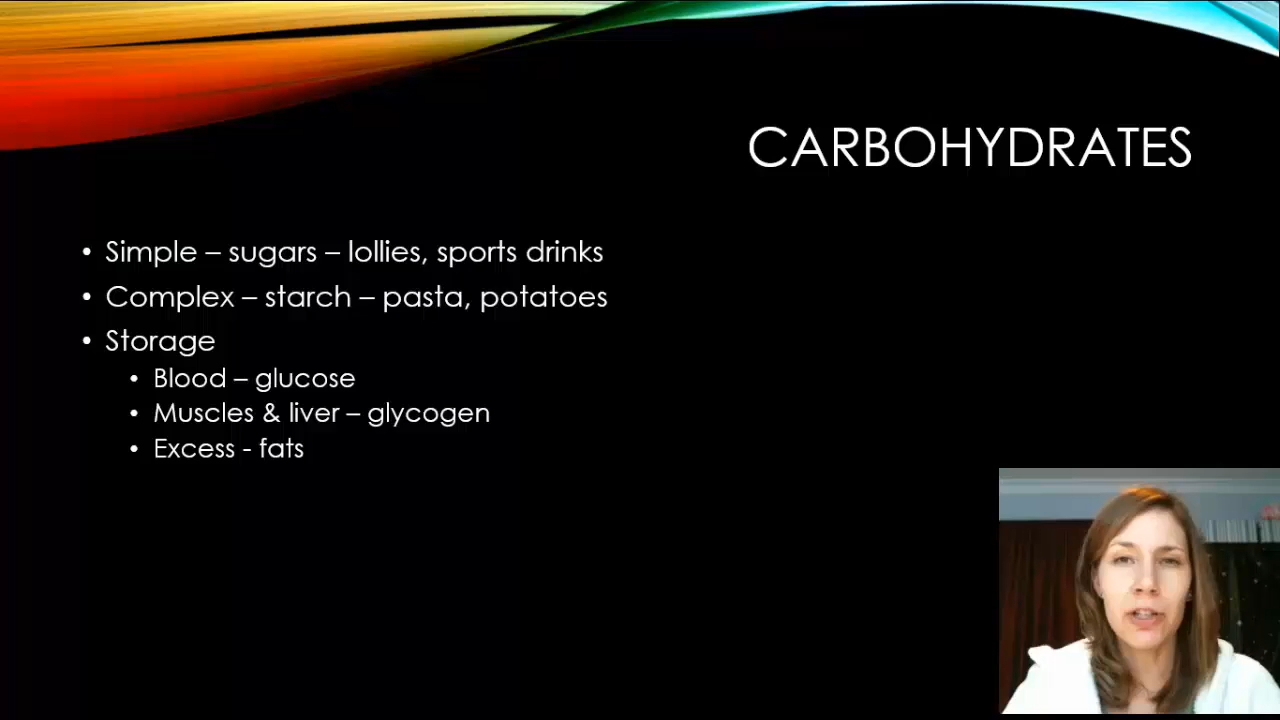 CARBOHYDRATES
• Simple – sugars – lollies, sports drinks
• Complex – starch – pasta, potatoes
• Storage
• Blood – glucose
• Muscles & liver – glycogen
• Excess - fats